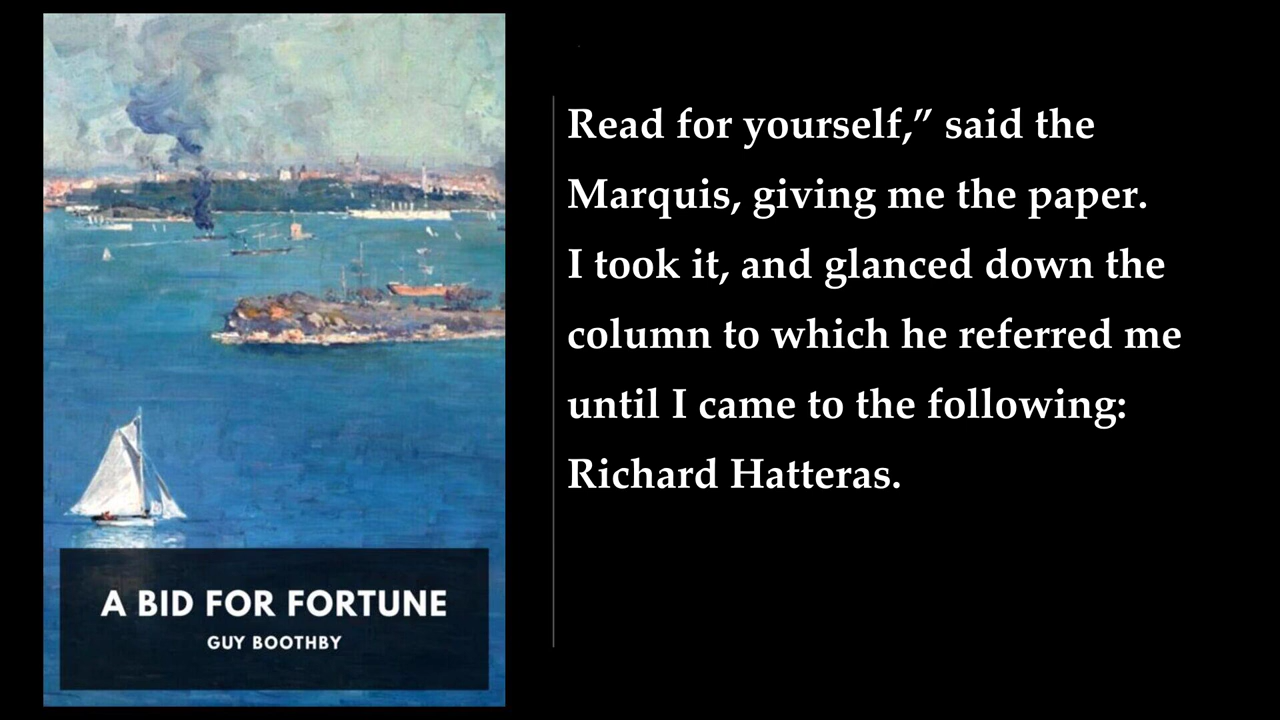 A BID FOR FORTUNE
GUY BOOTHBY
Read for yourself,” said the
Marquis, giving me the paper.
I took it, and glanced down the
column to which he referred me
until I came to the following:
Richard Hatteras.